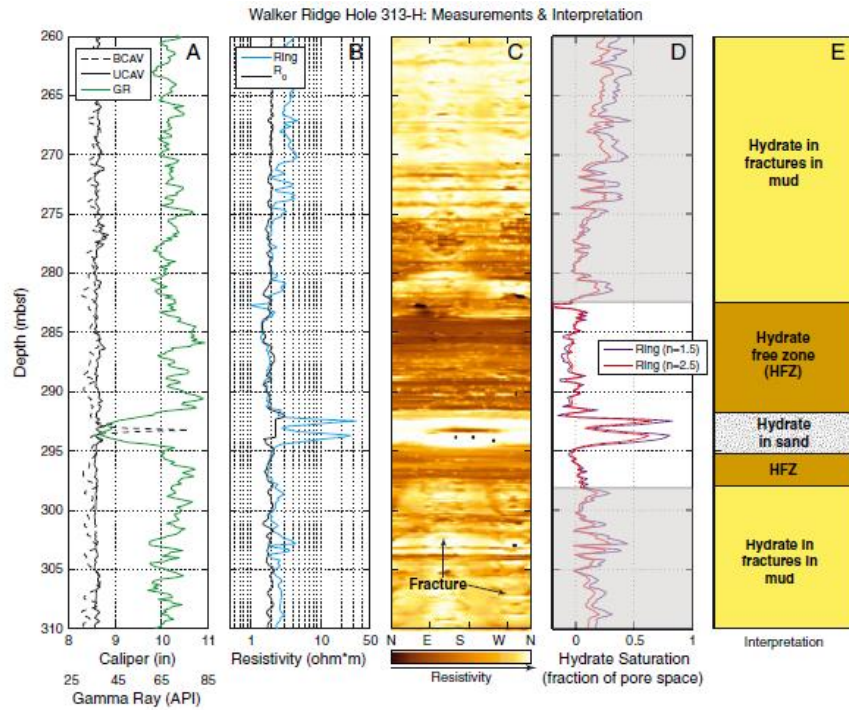 Walker Ridge Hole 313-H: Measurements & Interpretation
A
B
C
D
E
BCAV
UCAV
GR
Ring
R0
260
265
270
275
280
285
290
295
300
305
310
Depth (mbsf)
Fracture
Ring (n=1.5)
Ring (n=2.5)
Hydrate in
fractures in
mud
Hydrate
free zone
(HFZ)
Hydrate
in sand
HFZ
Hydrate in
fractures in
mud
8 9 10 11
Caliper (in)
25 45 65 85
Gamma Ray (API)
1 10 50
Resistivity (ohm*m)
N E S W N
Resistivity
0 0.5 1
Hydrate Saturation
(fraction of pore space)
Interpretation